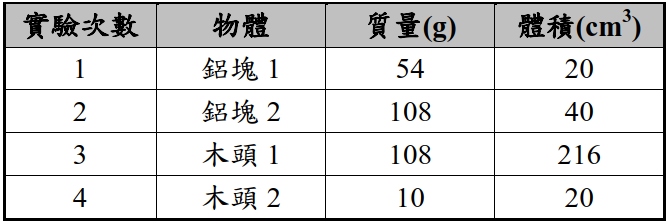 實驗次數 物體 質量(g) 體積(cm³)
1 鋁塊 1 54 20
2 鋁塊 2 108 40
3 木頭 1 108 216
4 木頭 2 10 20